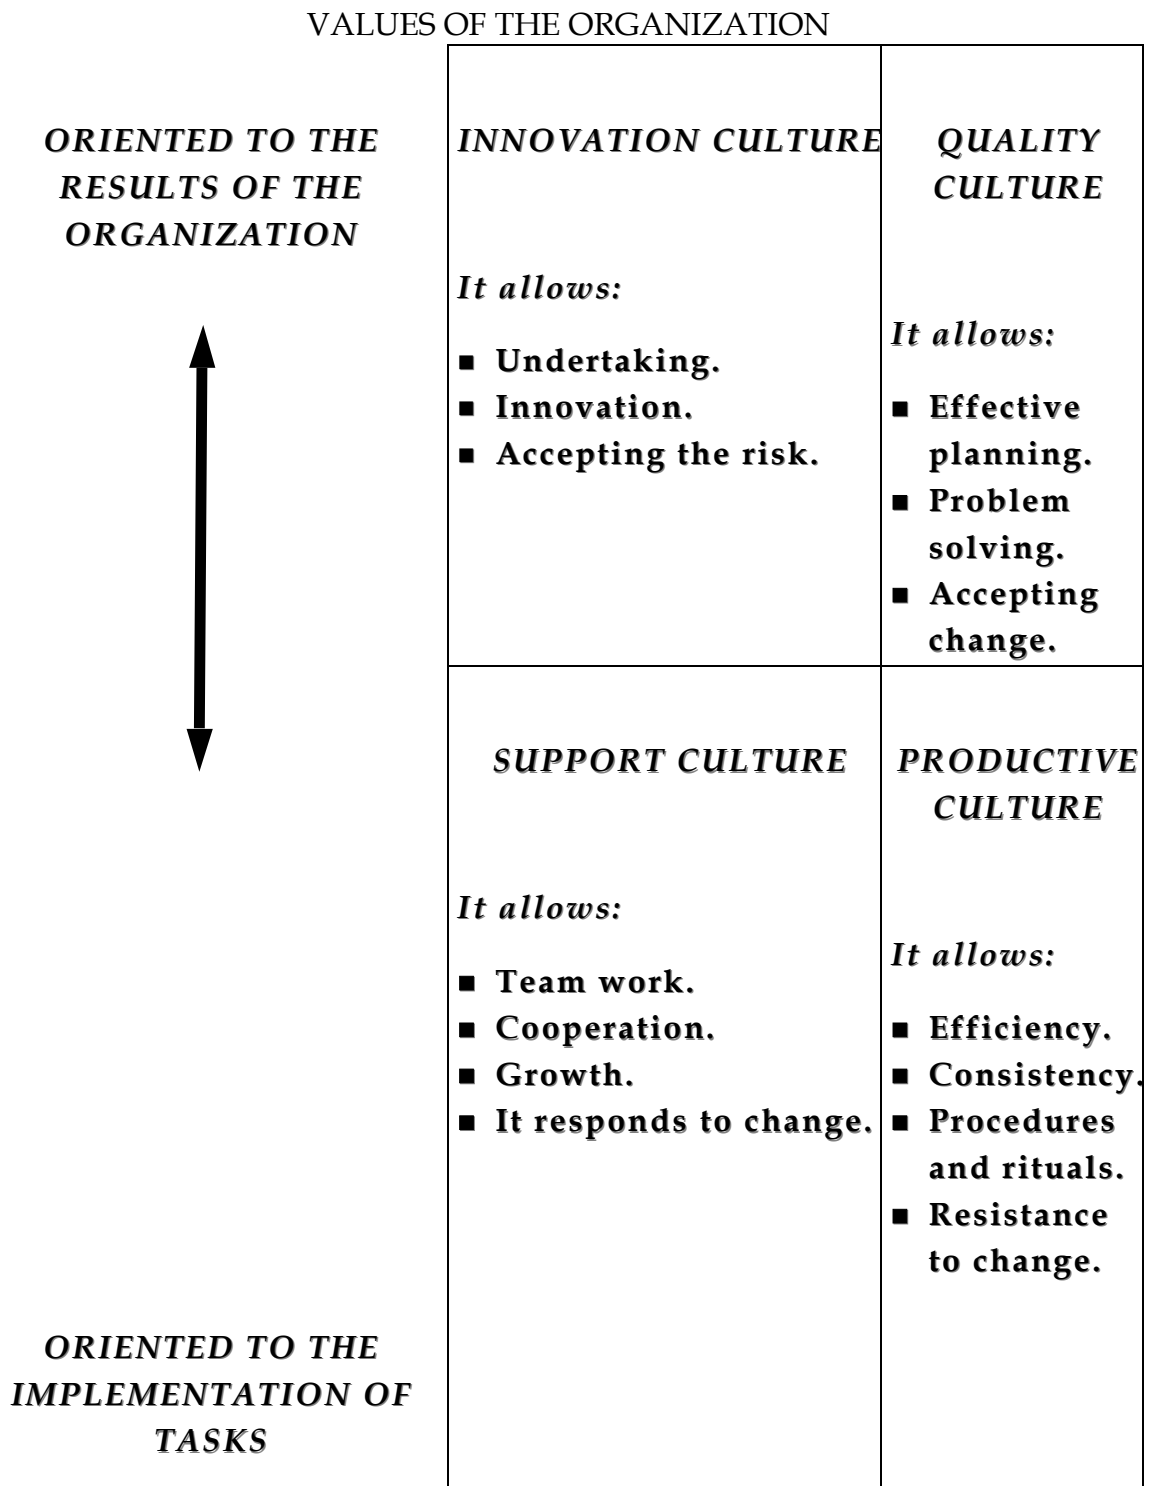 VALUES OF THE ORGANIZATION
ORIENTED TO THE
RESULTS OF THE
ORGANIZATION
INNOVATION CULTURE
It allows:
▪ Undertaking.
▪ Innovation.
▪ Accepting the risk.
QUALITY
CULTURE
It allows:
▪ Effective
planning.
▪ Problem
solving.
▪ Accepting
change.
SUPPORT CULTURE
It allows:
▪ Team work.
▪ Cooperation.
▪ Growth.
▪ It responds to change.
PRODUCTIVE
CULTURE
It allows:
▪ Efficiency.
▪ Consistency.
▪ Procedures
and rituals.
▪ Resistance
to change.
ORIENTED TO THE
IMPLEMENTATION OF
TASKS